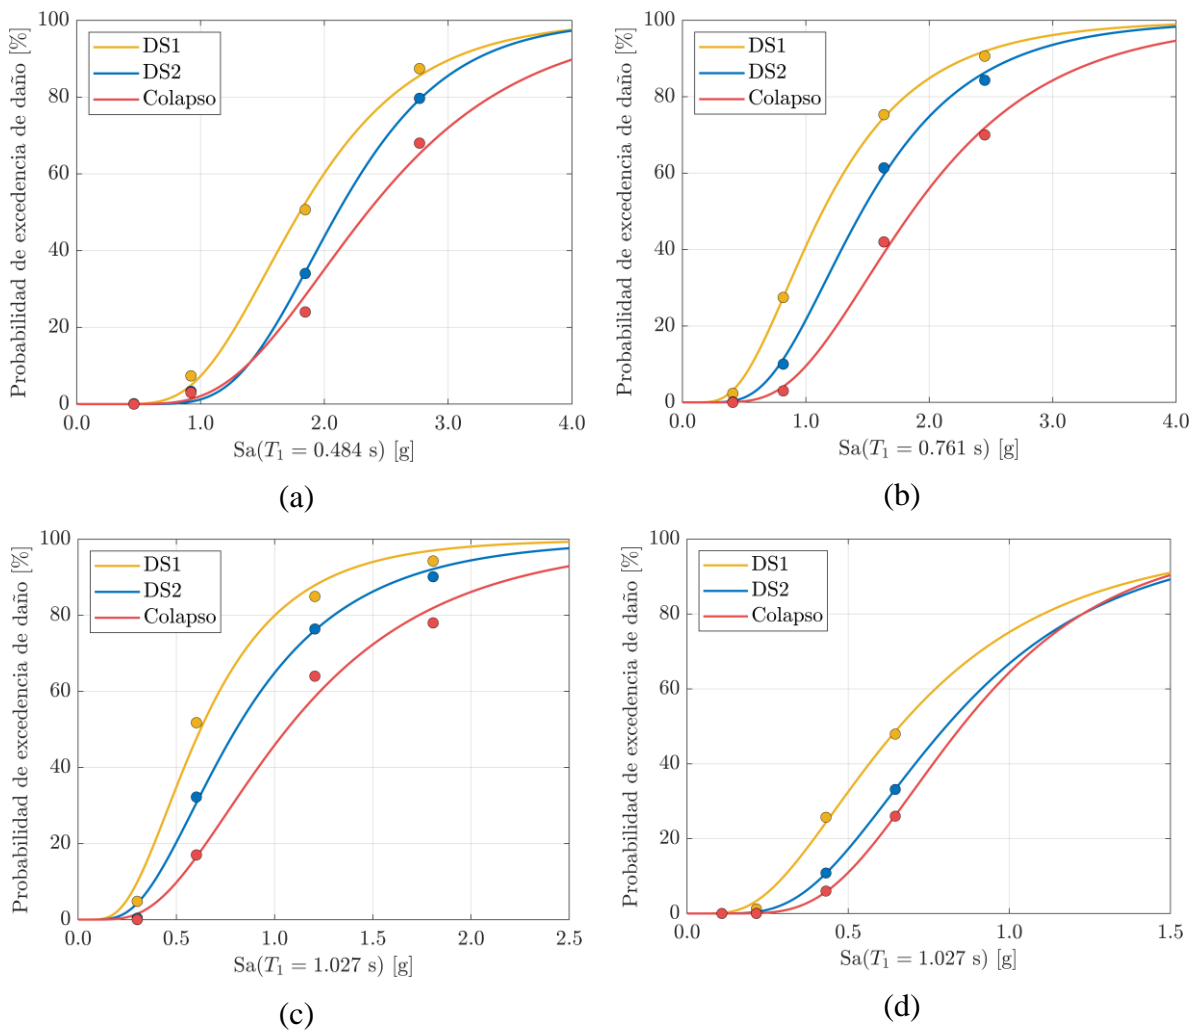 Probabilidad de excedencia de daño [%]
100
80
60
40
20
0
DS1
DS2
Colapso
0.0 1.0 2.0 3.0 4.0
Sa(T₁ = 0.484 s) [g]
(a)
Probabilidad de excedencia de daño [%]
100
80
60
40
20
0
DS1
DS2
Colapso
0.0 1.0 2.0 3.0 4.0
Sa(T₁ = 0.761 s) [g]
(b)
Probabilidad de excedencia de daño [%]
100
80
60
40
20
0
DS1
DS2
Colapso
0.0 0.5 1.0 1.5 2.0 2.5
Sa(T₁ = 1.027 s) [g]
(c)
Probabilidad de excedencia de daño [%]
100
80
60
40
20
0
DS1
DS2
Colapso
0.0 0.5 1.0 1.5
Sa(T₁ = 1.027 s) [g]
(d)